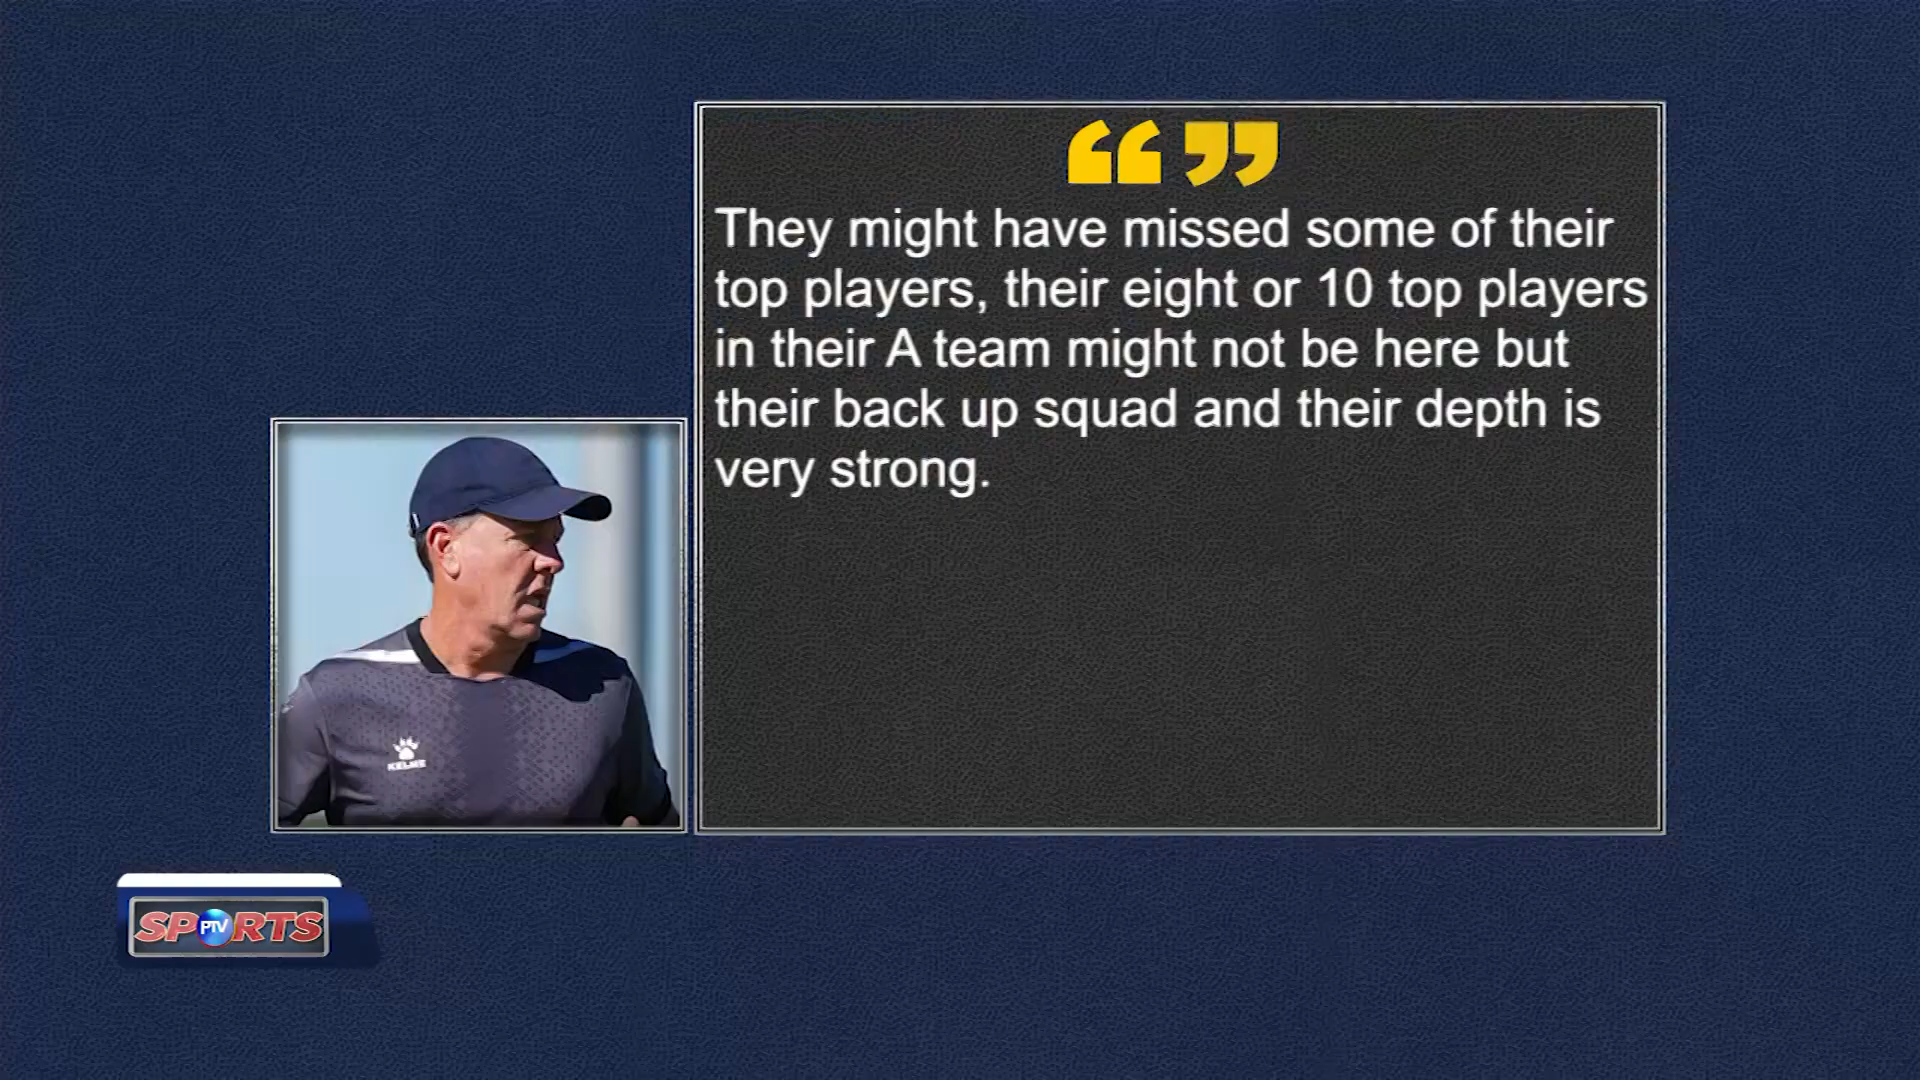 “ ”
They might have missed some of their
top players, their eight or 10 top players
in their A team might not be here but
their back up squad and their depth is
very strong.
KELME
SPORTS
PTV